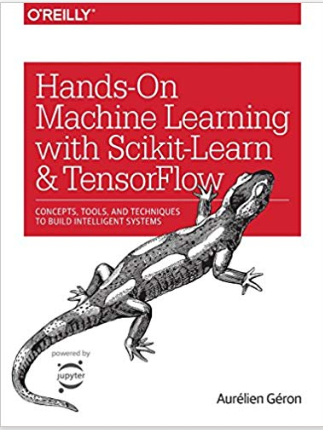 O'REILLY®
Hands-On
Machine Learning
with Scikit-Learn
& TensorFlow
CONCEPTS, TOOLS, AND TECHNIQUES
TO BUILD INTELLIGENT SYSTEMS
powered by
jupyter
Aurélien Géron